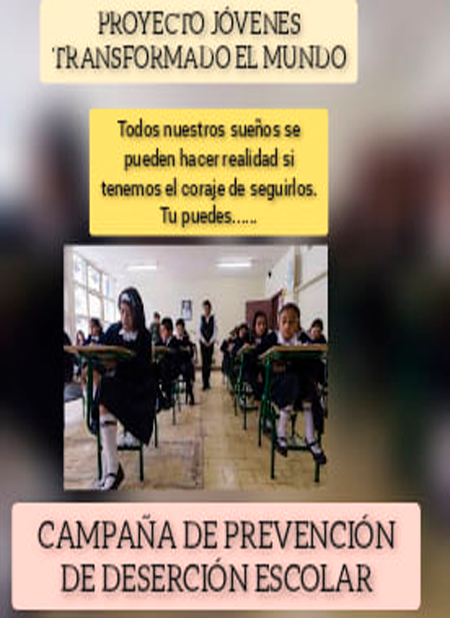 PROYECTO JÓVENES
TRANSFORMADO EL MUNDO
Todos nuestros sueños se
pueden hacer realidad si
tenemos el coraje de seguirlos.
Tu puedes......
CAMPAÑA DE PREVENCIÓN
DE DESERCIÓN ESCOLAR